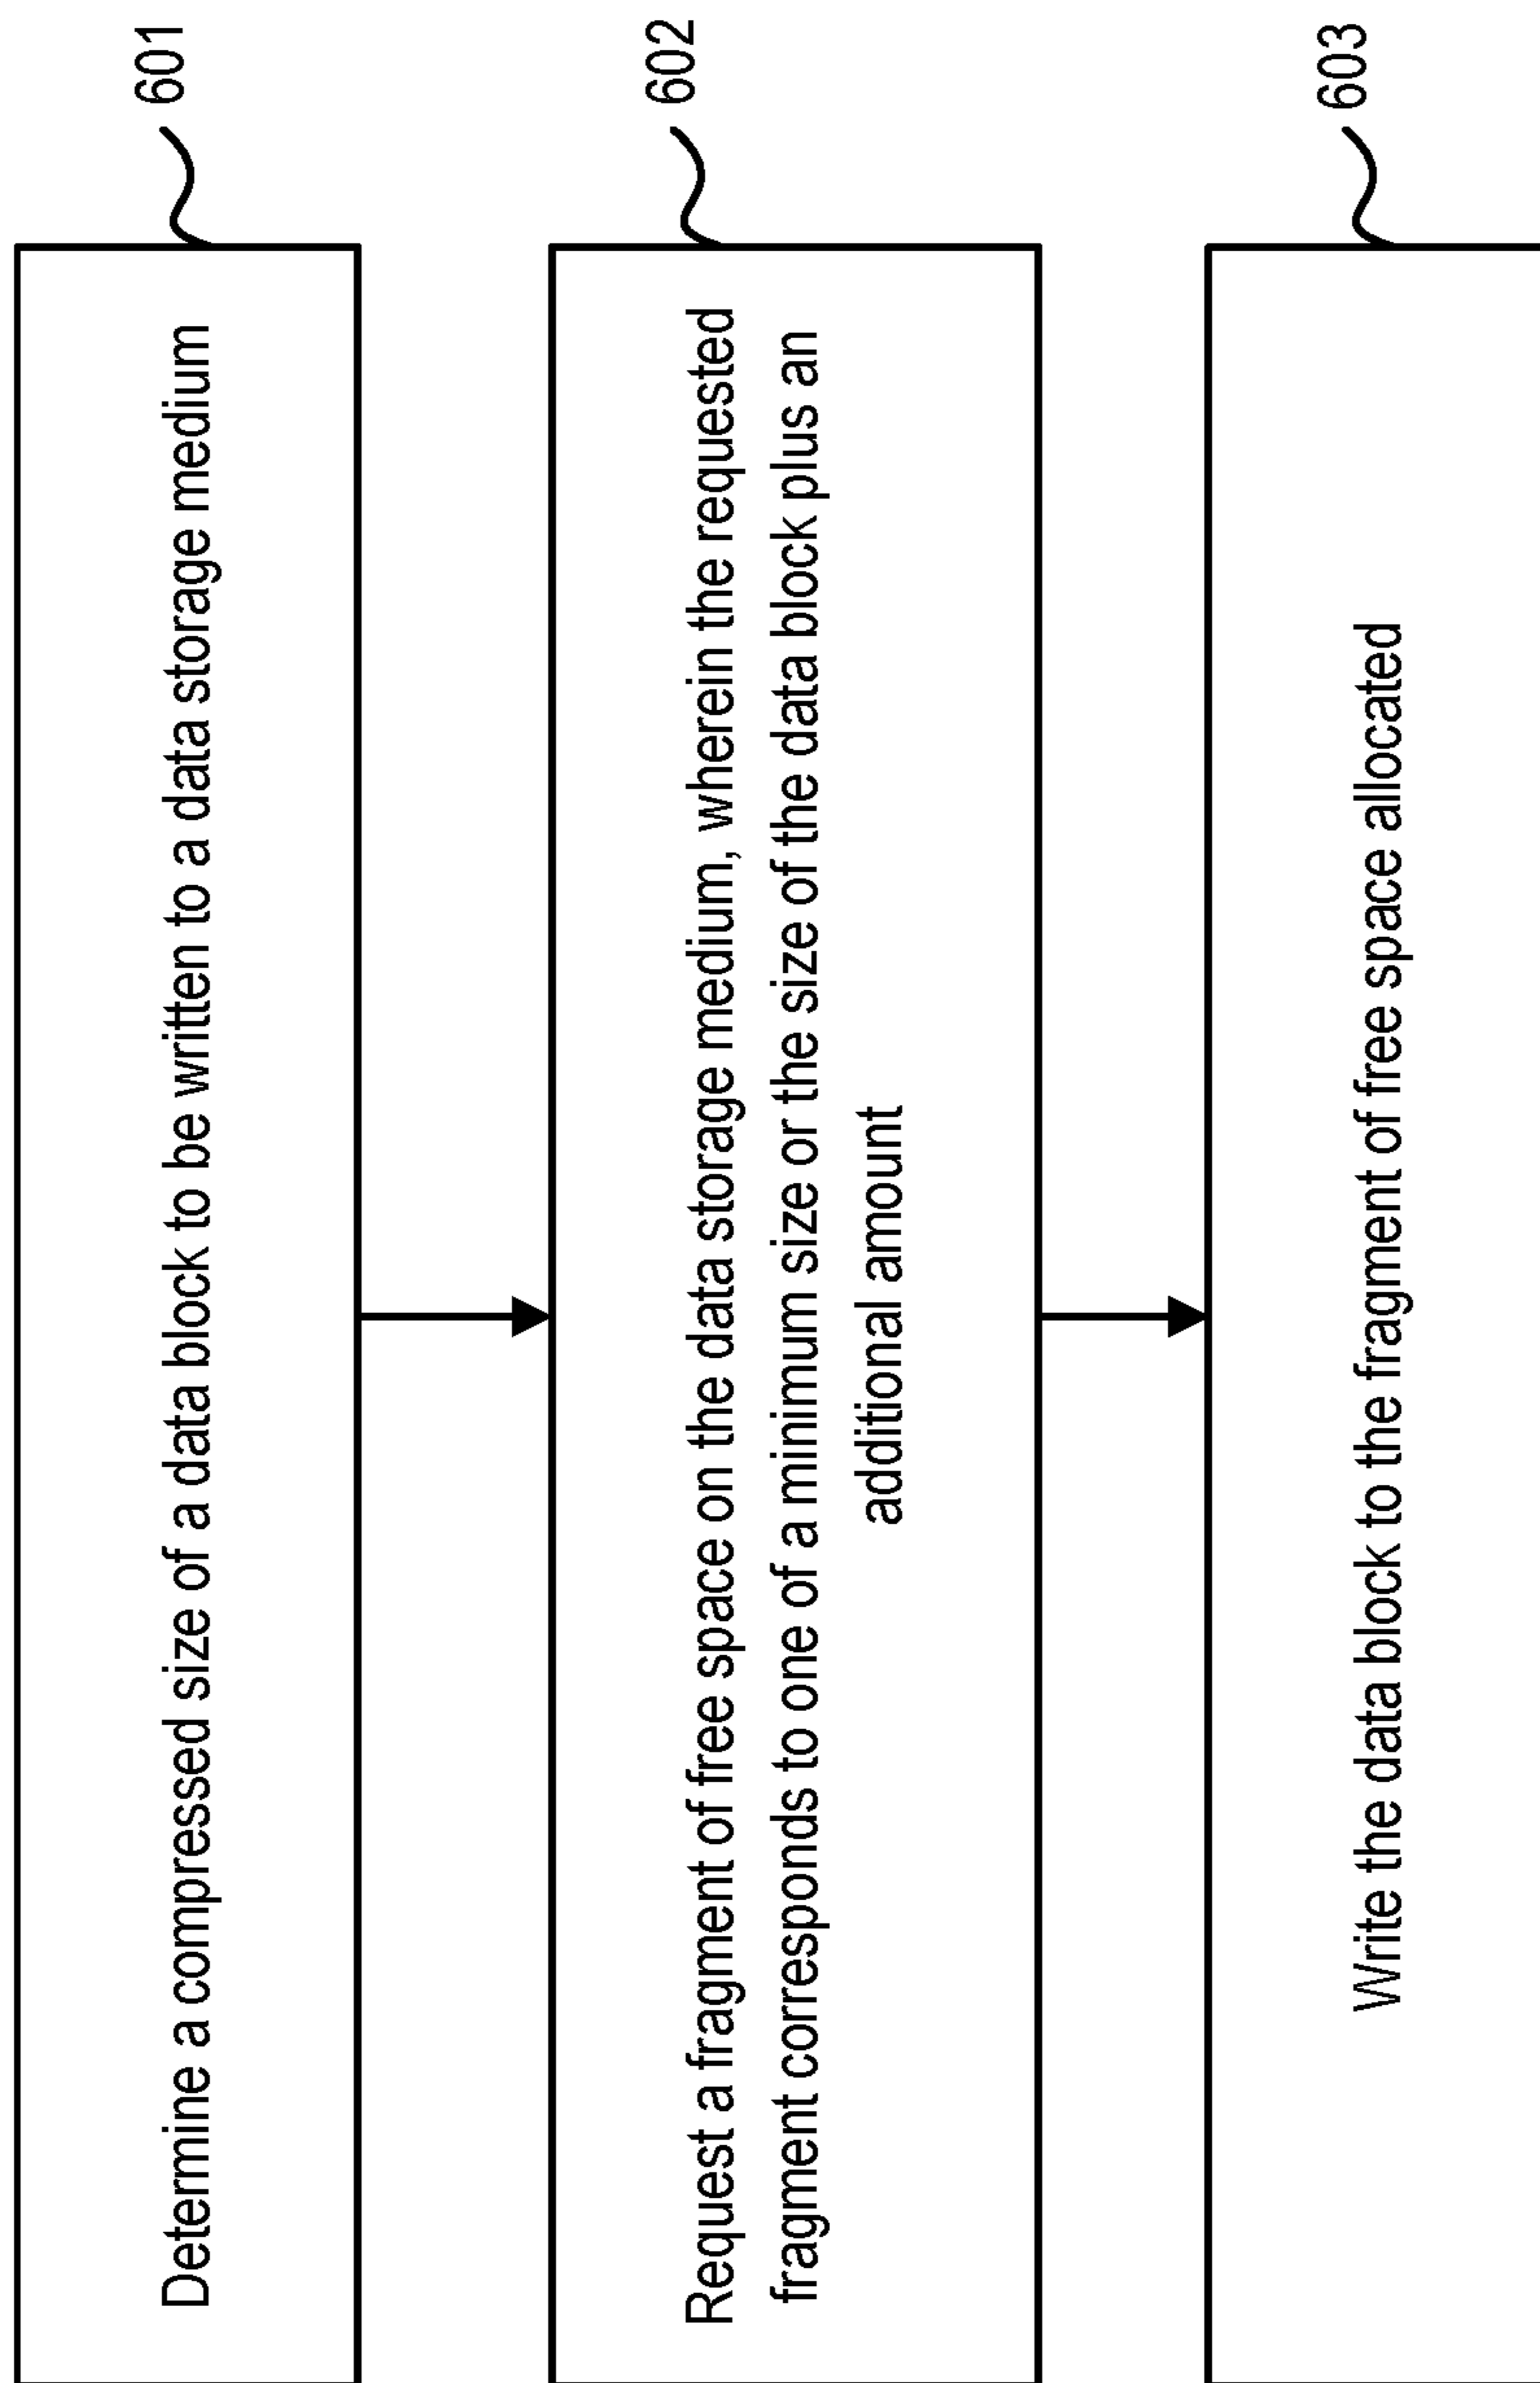 601
Determine a compressed size of a data block to be written to a data storage medium
602
Request a fragment of free space on the data storage medium, wherein the requested
fragment corresponds to one of a minimum size or the size of the data block plus an
additional amount
603
Write the data block to the fragment of free space allocated